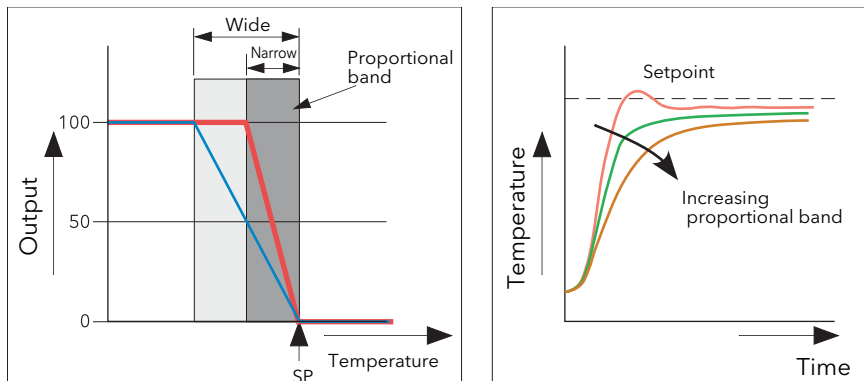 Wide
Narrow
Proportional
band
100
50
0
Output
Temperature
SP
Setpoint
Increasing
proportional band
Temperature
Time